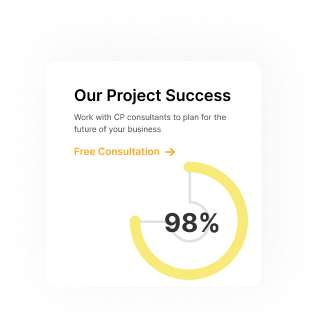 Our Project Success
Work with CP consultants to plan for the
future of your business
Free Consultation
98%